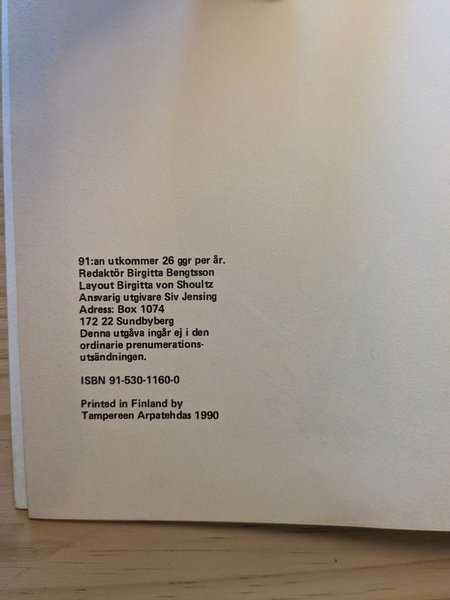 91:an utkommer 26 ggr per år.
Redaktör Birgitta Bengtsson
Layout Birgitta von Shoultz
Ansvarig utgivare Siv Jensing
Adress: Box 1074
172 22 Sundbyberg
Denna utgåva ingår ej i den
ordinarie prenumerations-
utsändningen.
ISBN 91-530-1160-0
Printed in Finland by
Tampereen Arpatehdas 1990